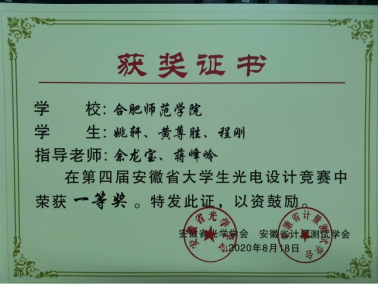 获奖证书
学 校：合肥师范学院
学 生：姚轩、黄尊胜、程刚
指导老师：余龙宝、蒋峰岭
在第四届安徽省大学生光电设计竞赛中
荣获 一等奖 。特发此证，以资鼓励。
安徽省光学学会 安徽省计量测试学会
2020年8月18日